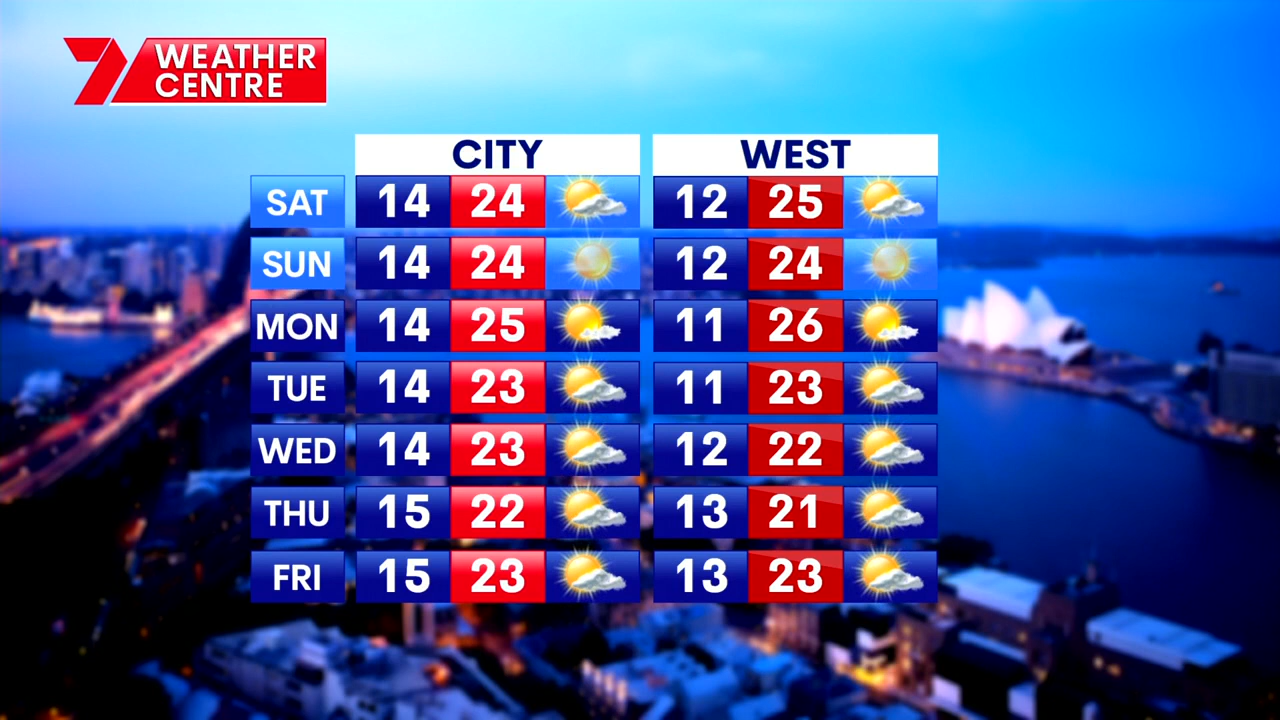 7 WEATHER
CENTRE
CITY WEST
SAT 14 24 12 25
SUN 14 24 12 24
MON 14 25 11 26
TUE 14 23 11 23
WED 14 23 12 22
THU 15 22 13 21
FRI 15 23 13 23